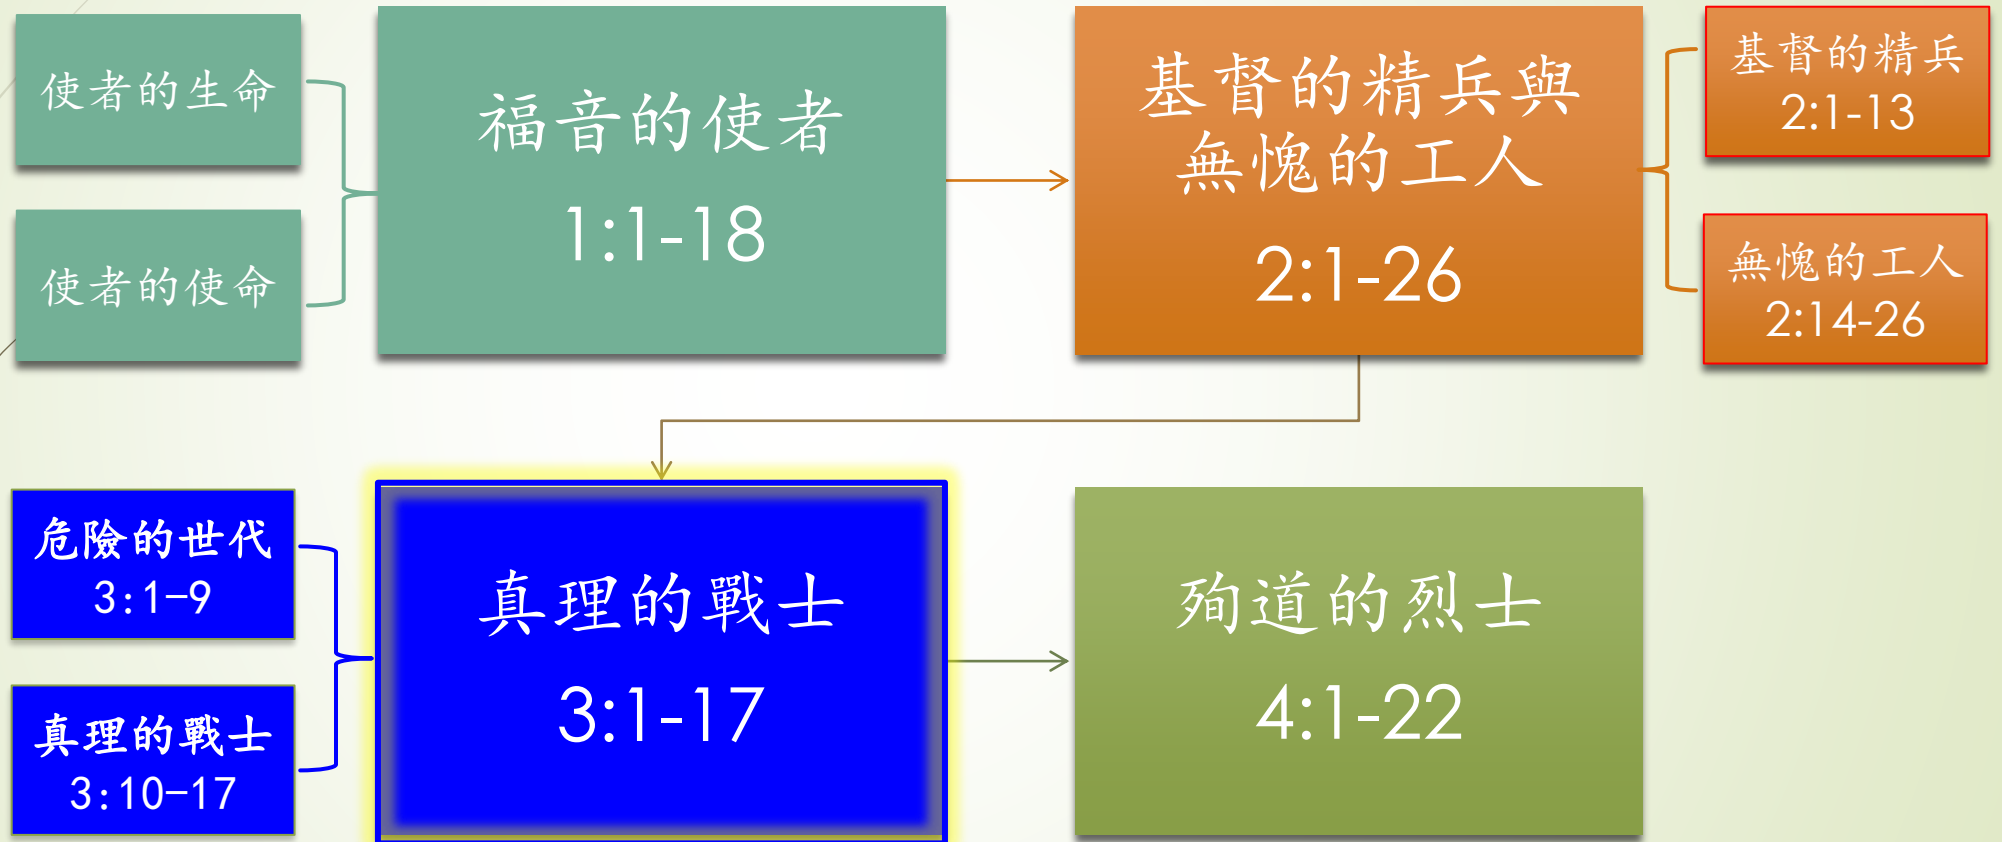 使者的生命
使者的使命
福音的使者
1:1-18
基督的精兵與
無愧的工人
2:1-26
基督的精兵
2:1-13
無愧的工人
2:14-26
危險的世代
3:1-9
真理的戰士
3:10-17
真理的戰士
3:1-17
殉道的烈士
4:1-22